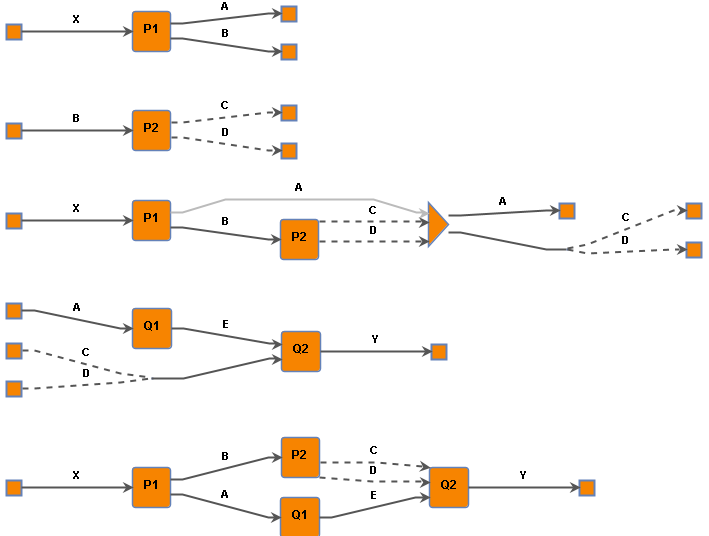 X P1 A
B
B P2 C
D
X P1 A A
B P2 C C
D D
A Q1 E
C Q2 Y
D
X P1 B P2 C
D Q2 Y
A Q1 E